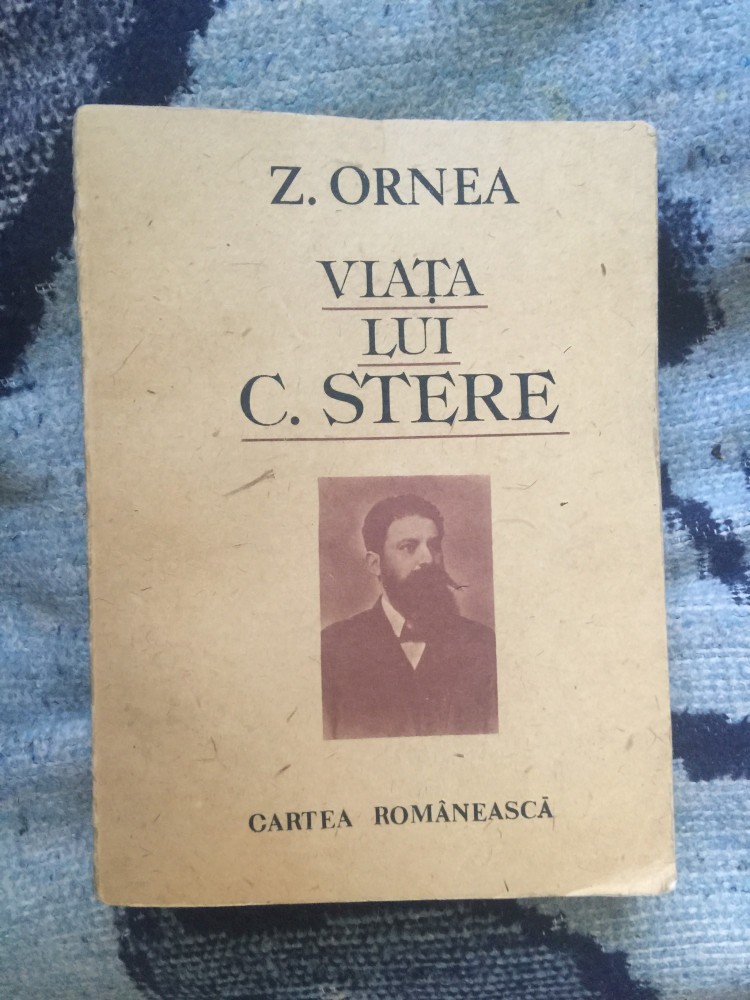 Z. ORNEA
VIAȚA
LUI
C. STERE
CARTEA ROMÂNEASCĂ